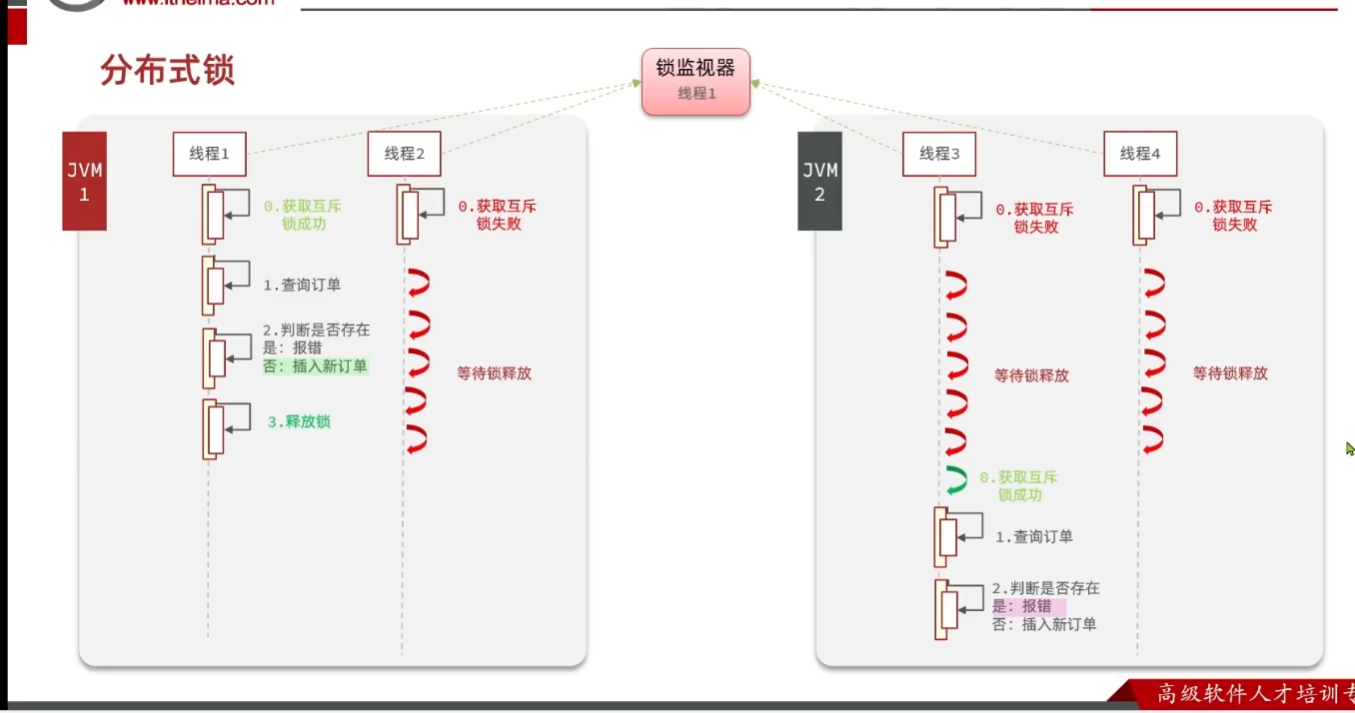 www.itheima.com
分布式锁
锁监视器
线程1
JVM
1
线程1
0.获取互斥
锁成功
1.查询订单
2.判断是否存在
是：报错
否：插入新订单
3.释放锁
线程2
0.获取互斥
锁失败
等待锁释放
JVM
2
线程3
0.获取互斥
锁失败
等待锁释放
0.获取互斥
锁成功
1.查询订单
2.判断是否存在
是：报错
否：插入新订单
线程4
0.获取互斥
锁失败
等待锁释放
高级软件人才培训专